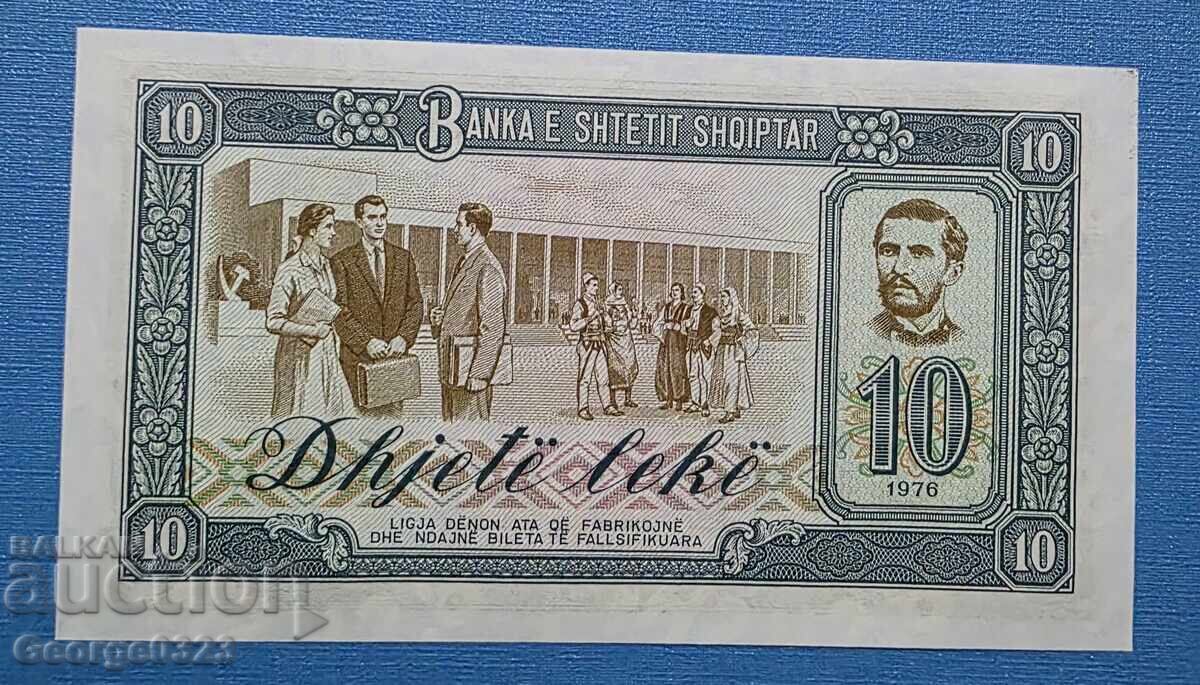 10
BANKA E SHTETIT SHQIPTAR
10
10
1976
Dhjetë lekë
LIGJA DËNON ATA QË FABRIKOJNË
DHE NDAJNË BILETA TË FALLSIFIKUARA
10
10
BALKAN
auction
George0323